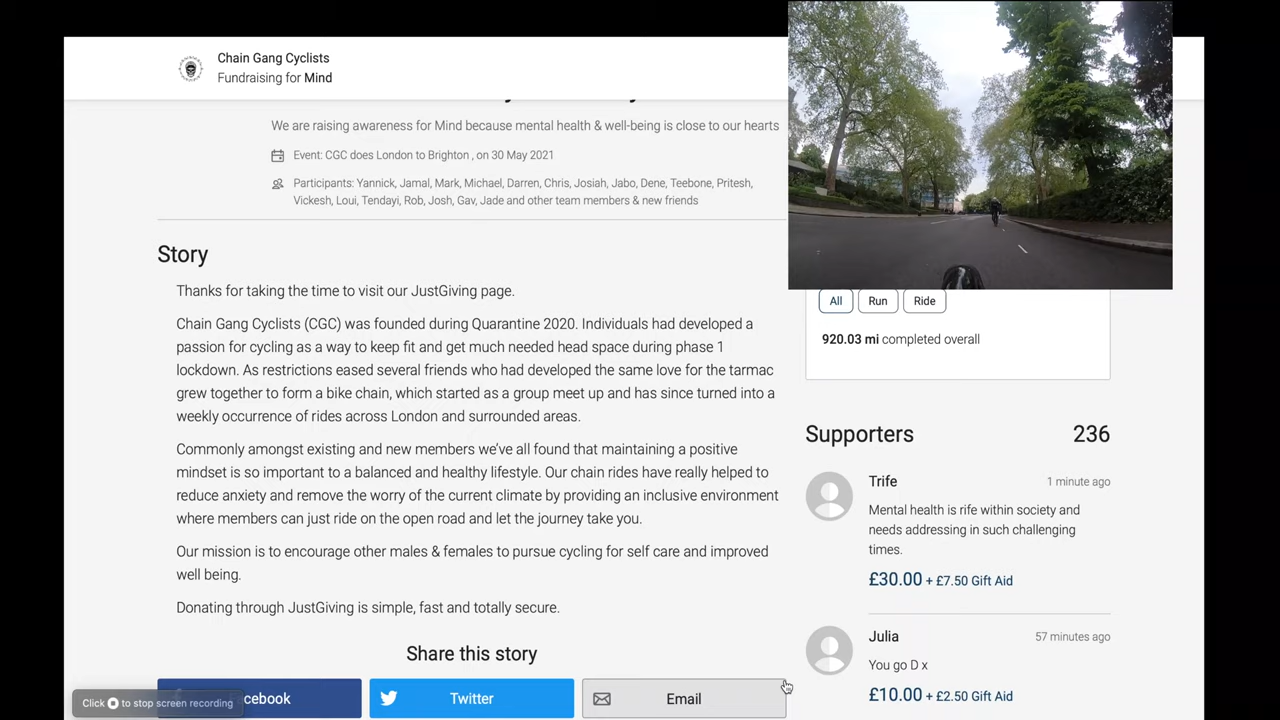 Chain Gang Cyclists
Fundraising for Mind
We are raising awareness for Mind because mental health & well-being is close to our hearts
Event: CGC does London to Brighton , on 30 May 2021
Participants: Yannick, Jamal, Mark, Michael, Darren, Chris, Josiah, Jabo, Dene, Teebone, Pritesh,
Vickesh, Loui, Tendayi, Rob, Josh, Gav, Jade and other team members & new friends
Story
Thanks for taking the time to visit our JustGiving page.
Chain Gang Cyclists (CGC) was founded during Quarantine 2020. Individuals had developed a
passion for cycling as a way to keep fit and get much needed head space during phase 1
lockdown. As restrictions eased several friends who had developed the same love for the tarmac
grew together to form a bike chain, which started as a group meet up and has since turned into a
weekly occurrence of rides across London and surrounded areas.
Commonly amongst existing and new members we've all found that maintaining a positive
mindset is so important to a balanced and healthy lifestyle. Our chain rides have really helped to
reduce anxiety and remove the worry of the current climate by providing an inclusive environment
where members can just ride on the open road and let the journey take you.
Our mission is to encourage other males & females to pursue cycling for self care and improved
well being.
Donating through JustGiving is simple, fast and totally secure.
Share this story
cebook
Twitter
Email
Click to stop screen recording
All
Run
Ride
920.03 mi completed overall
Supporters 236
Trife 1 minute ago
Mental health is rife within society and
needs addressing in such challenging
times.
£30.00 + £7.50 Gift Aid
Julia 57 minutes ago
You go D x
£10.00 + £2.50 Gift Aid